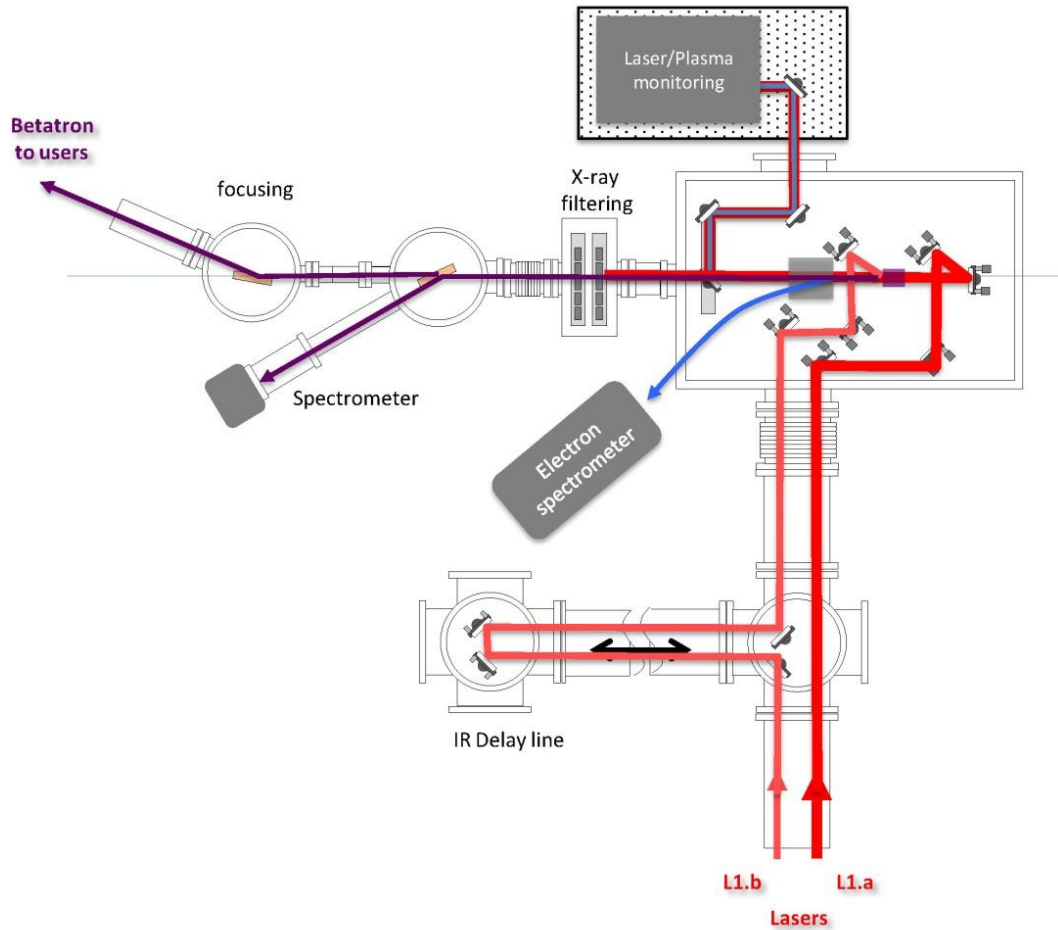 Laser/Plasma
monitoring
Betatron
to users
focusing
X-ray
filtering
Spectrometer
Electron
spectrometer
IR Delay line
L1.b
L1.a
Lasers